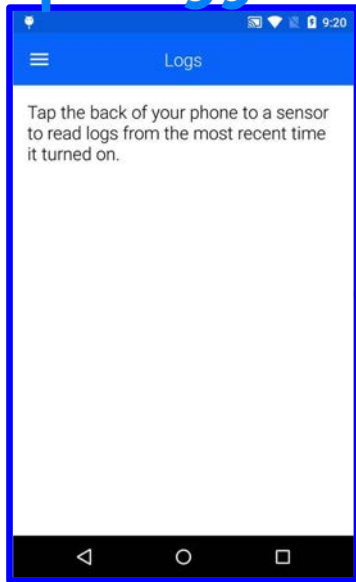 9:20
Logs
Tap the back of your phone to a sensor
to read logs from the most recent time
it turned on.